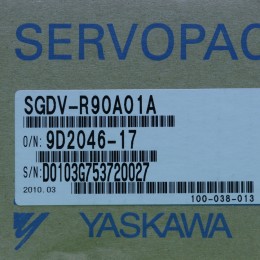 SERVOPAC
SGDV-R90A01A
O/N: 9D2046-17
S/N: D0103G753720027
2010.03
100-038-013
YASKAWA